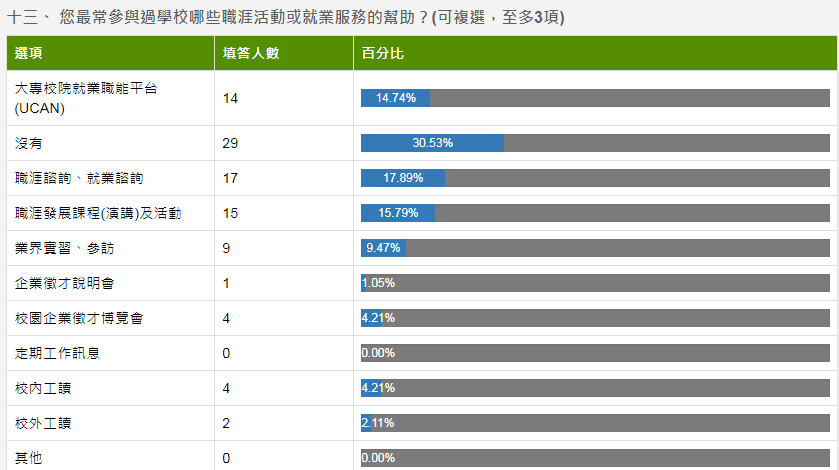 十三、 您最常參與過學校哪些職涯活動或就業服務的幫助？(可複選，至多3項)
選項 填答人數 百分比
大專校院就業職能平台
(UCAN) 14 14.74%
沒有 29 30.53%
職涯諮詢、就業諮詢 17 17.89%
職涯發展課程(演講)及活動 15 15.79%
業界實習、參訪 9 9.47%
企業徵才說明會 1 1.05%
校園企業徵才博覽會 4 4.21%
定期工作訊息 0 0.00%
校內工讀 4 4.21%
校外工讀 2 2.11%
其他 0 0.00%